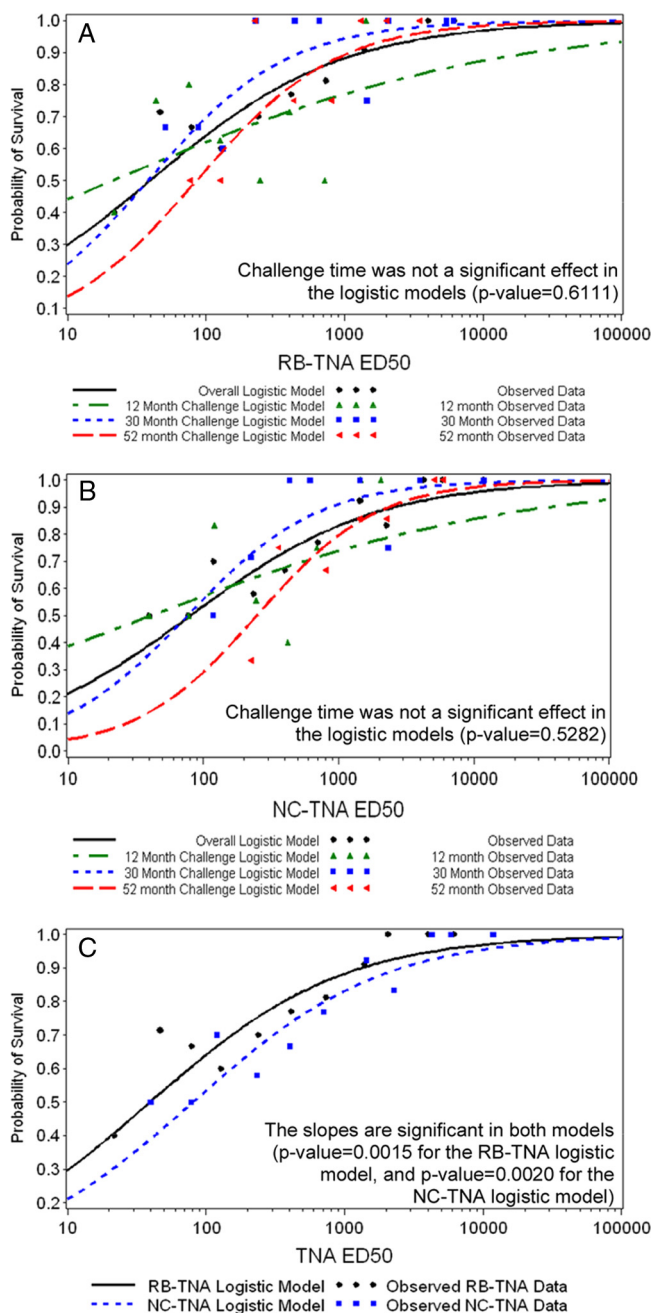 A
Probability of Survival
1.0
0.9
0.8
0.7
0.6
0.5
0.4
0.3
0.2
0.1
Challenge time was not a significant effect in
the logistic models (p-value=0.6111)
10 100 1000 10000 100000
RB-TNA ED50
Overall Logistic Model Observed Data
12 Month Challenge Logistic Model 12 month Observed Data
30 Month Challenge Logistic Model 30 Month Observed Data
52 month Challenge Logistic Model 52 month Observed Data
B
Probability of Survival
1.0
0.9
0.8
0.7
0.6
0.5
0.4
0.3
0.2
0.1
0.0
Challenge time was not a significant effect in
the logistic models (p-value=0.5282)
10 100 1000 10000 100000
NC-TNA ED50
Overall Logistic Model Observed Data
12 Month Challenge Logistic Model 12 month Observed Data
30 Month Challenge Logistic Model 30 Month Observed Data
52 month Challenge Logistic Model 52 month Observed Data
C
Probability of Survival
1.0
0.9
0.8
0.7
0.6
0.5
0.4
0.3
0.2
The slopes are significant in both models
(p-value=0.0015 for the RB-TNA logistic
model, and p-value=0.0020 for the
NC-TNA logistic model)
10 100 1000 10000 100000
TNA ED50
RB-TNA Logistic Model Observed RB-TNA Data
NC-TNA Logistic Model Observed NC-TNA Data